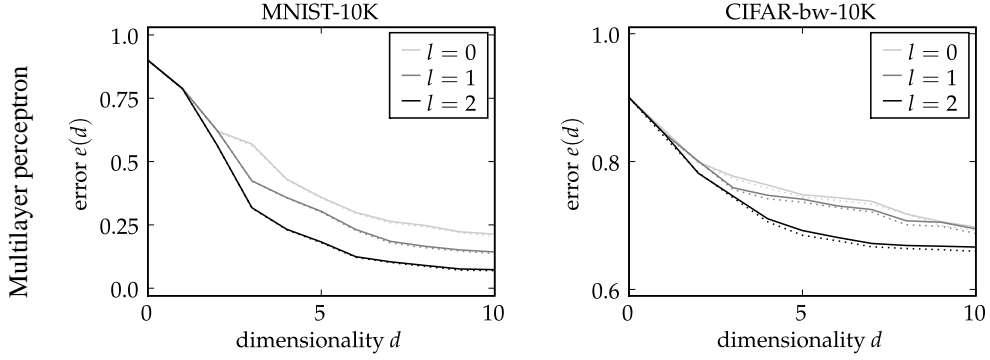 MNIST-10K
1.0
0.75
0.5
0.25
0.0
0
5
10
error e(d)
dimensionality d
l = 0
l = 1
l = 2
Multilayer perceptron
CIFAR-bw-10K
1.0
0.8
0.6
0
5
10
error e(d)
dimensionality d
l = 0
l = 1
l = 2